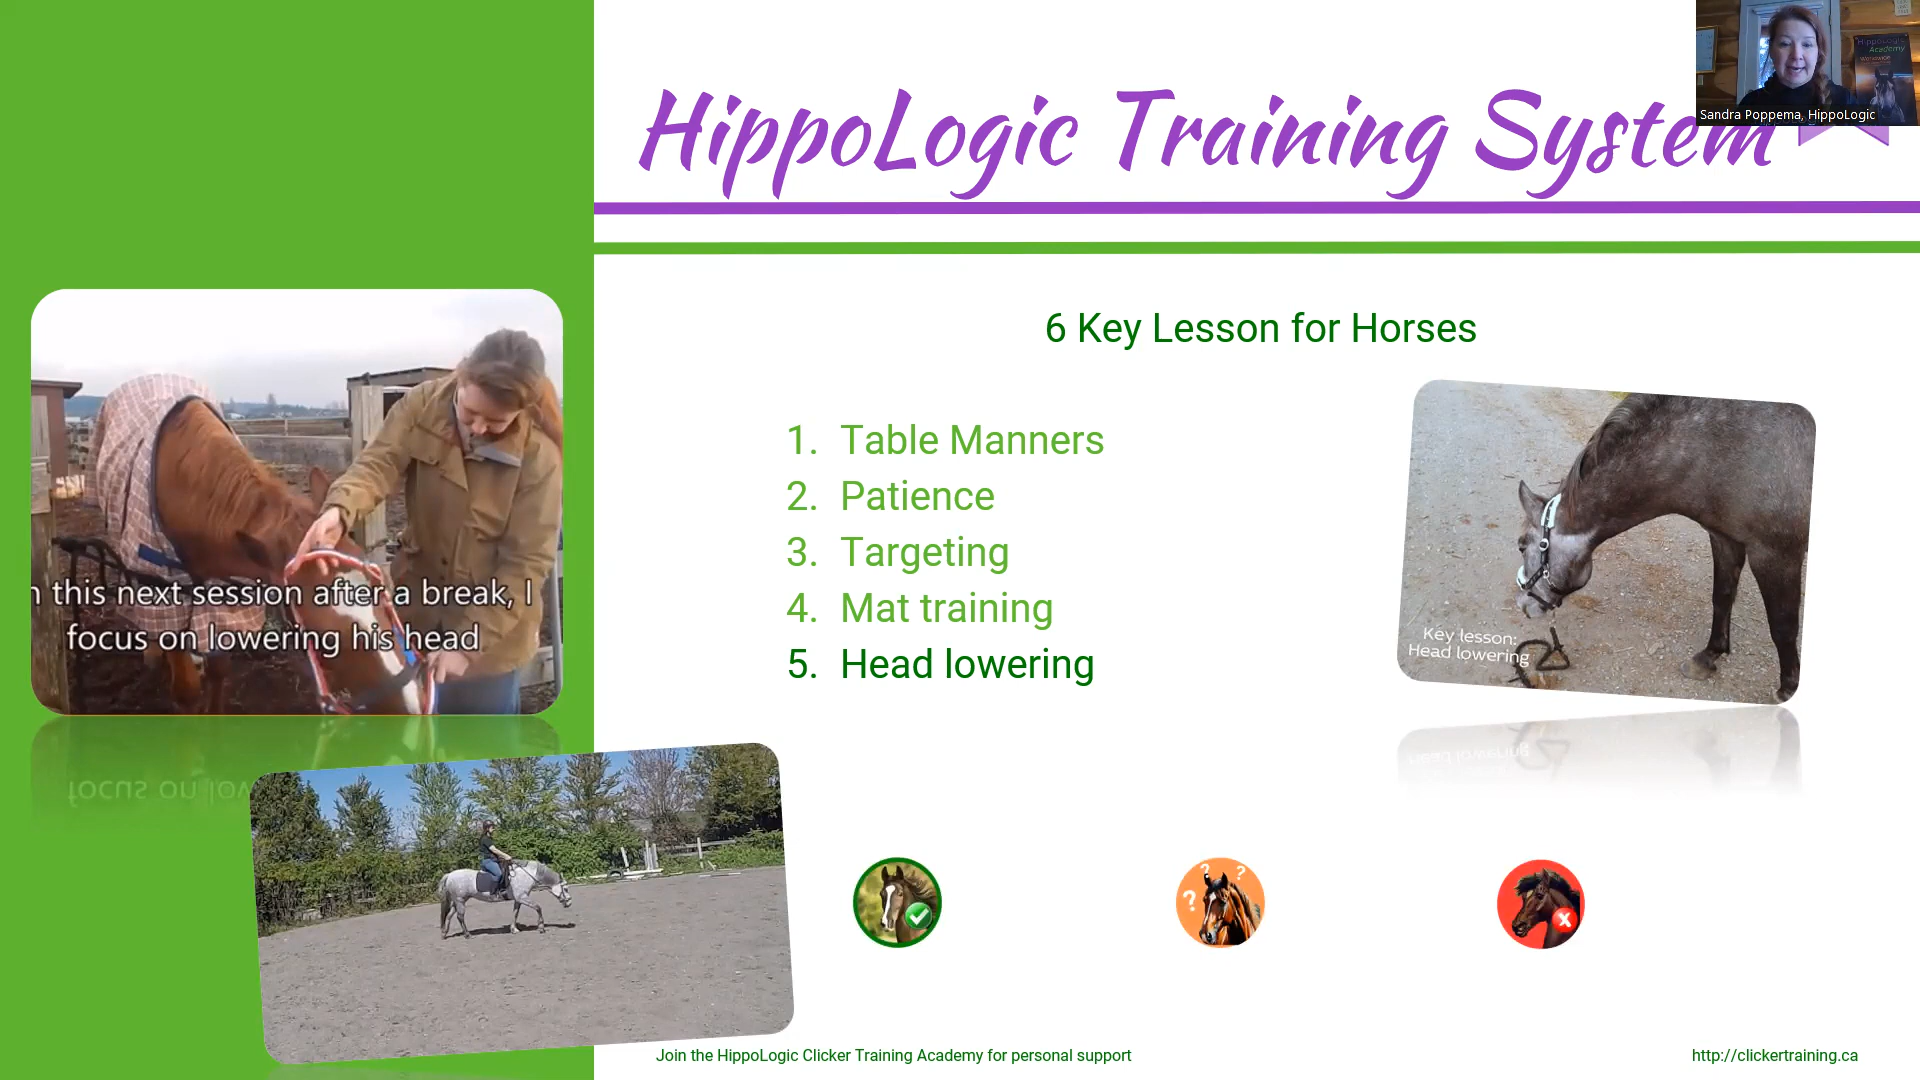 HippoLogic Training System
HippoLogic
Academy
Sandra Poppema, HippoLogic
6 Key Lesson for Horses
1. Table Manners
2. Patience
3. Targeting
4. Mat training
5. Head lowering
this next session after a break, I
focus on lowering his head
Key lesson:
Head lowering
Join the HippoLogic Clicker Training Academy for personal support
http://clickertraining.ca